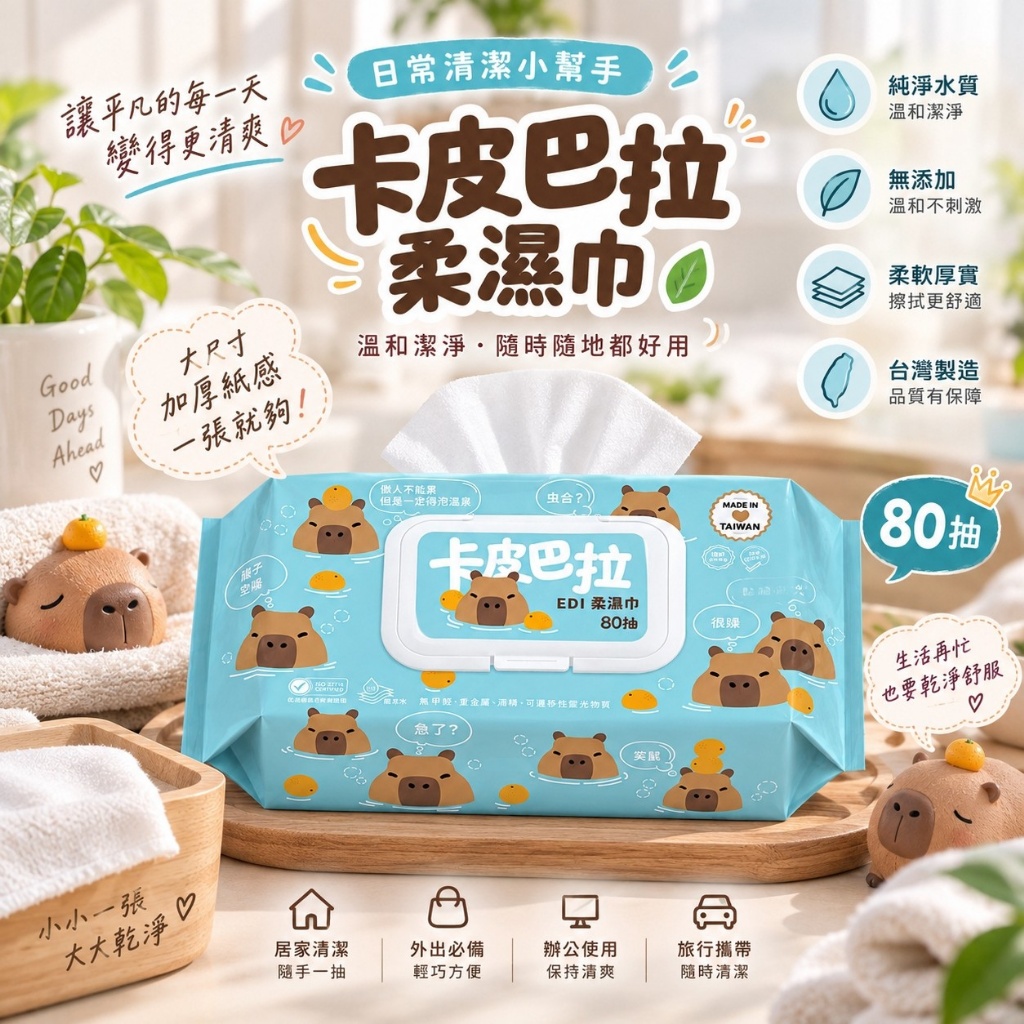 日常清潔小幫手
讓平凡的每一天
變得更清爽
卡皮巴拉
柔濕巾
溫和潔淨·隨時隨地都好用
純淨水質
溫和潔淨
無添加
溫和不刺激
柔軟厚實
擦拭更舒適
台灣製造
品質有保障
大尺寸
加厚紙感
一張就夠!
Good
Days
Ahead
80抽
做人不能累
但是一定得泡溫泉
虫合?
MADE IN
TAIWAN
卡皮巴拉
EDI 柔濕巾
80抽
很躁
急了?
生活再忙
也要乾淨舒服
小小一張
大大乾淨
居家清潔
隨手一抽
外出必備
輕巧方便
辦公使用
保持清爽
旅行攜帶
隨時清潔